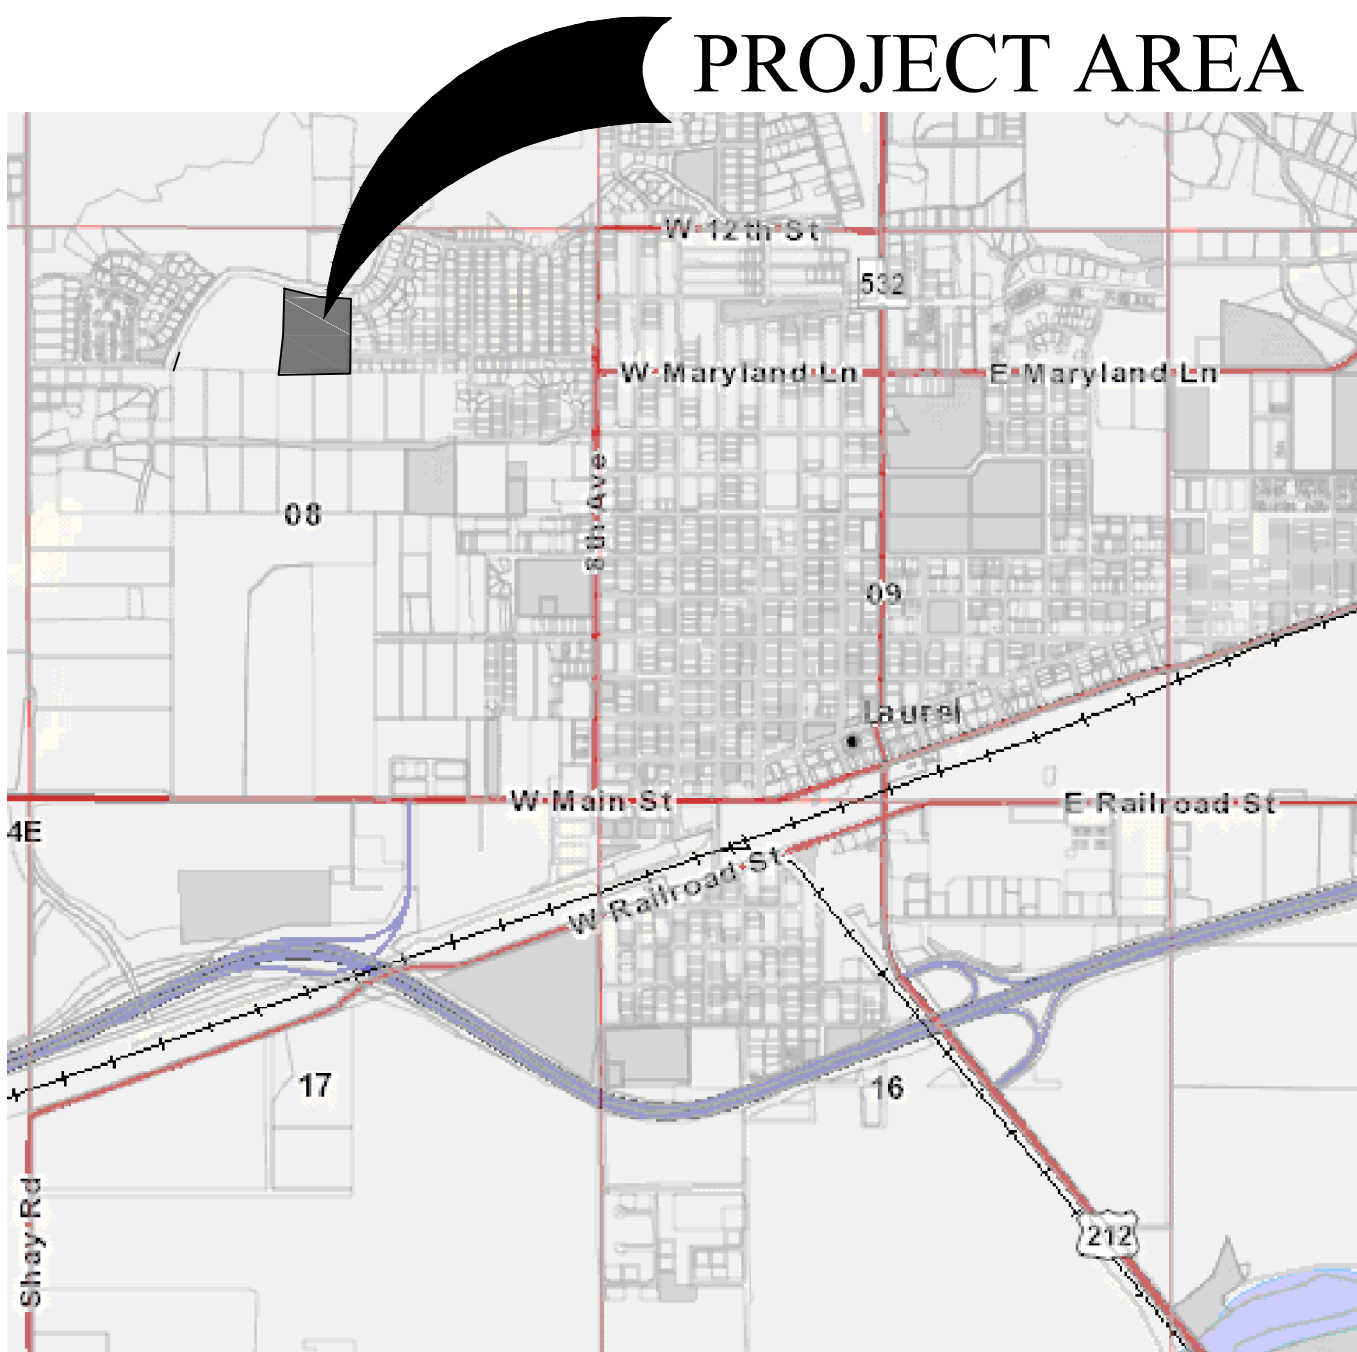 PROJECT AREA
W 12th St
532
W Maryland Ln
E Maryland Ln
8th Ave
08
09
Laurel
W Main St
E Railroad St
4E
W Railroad St
17
16
Shay Rd
212